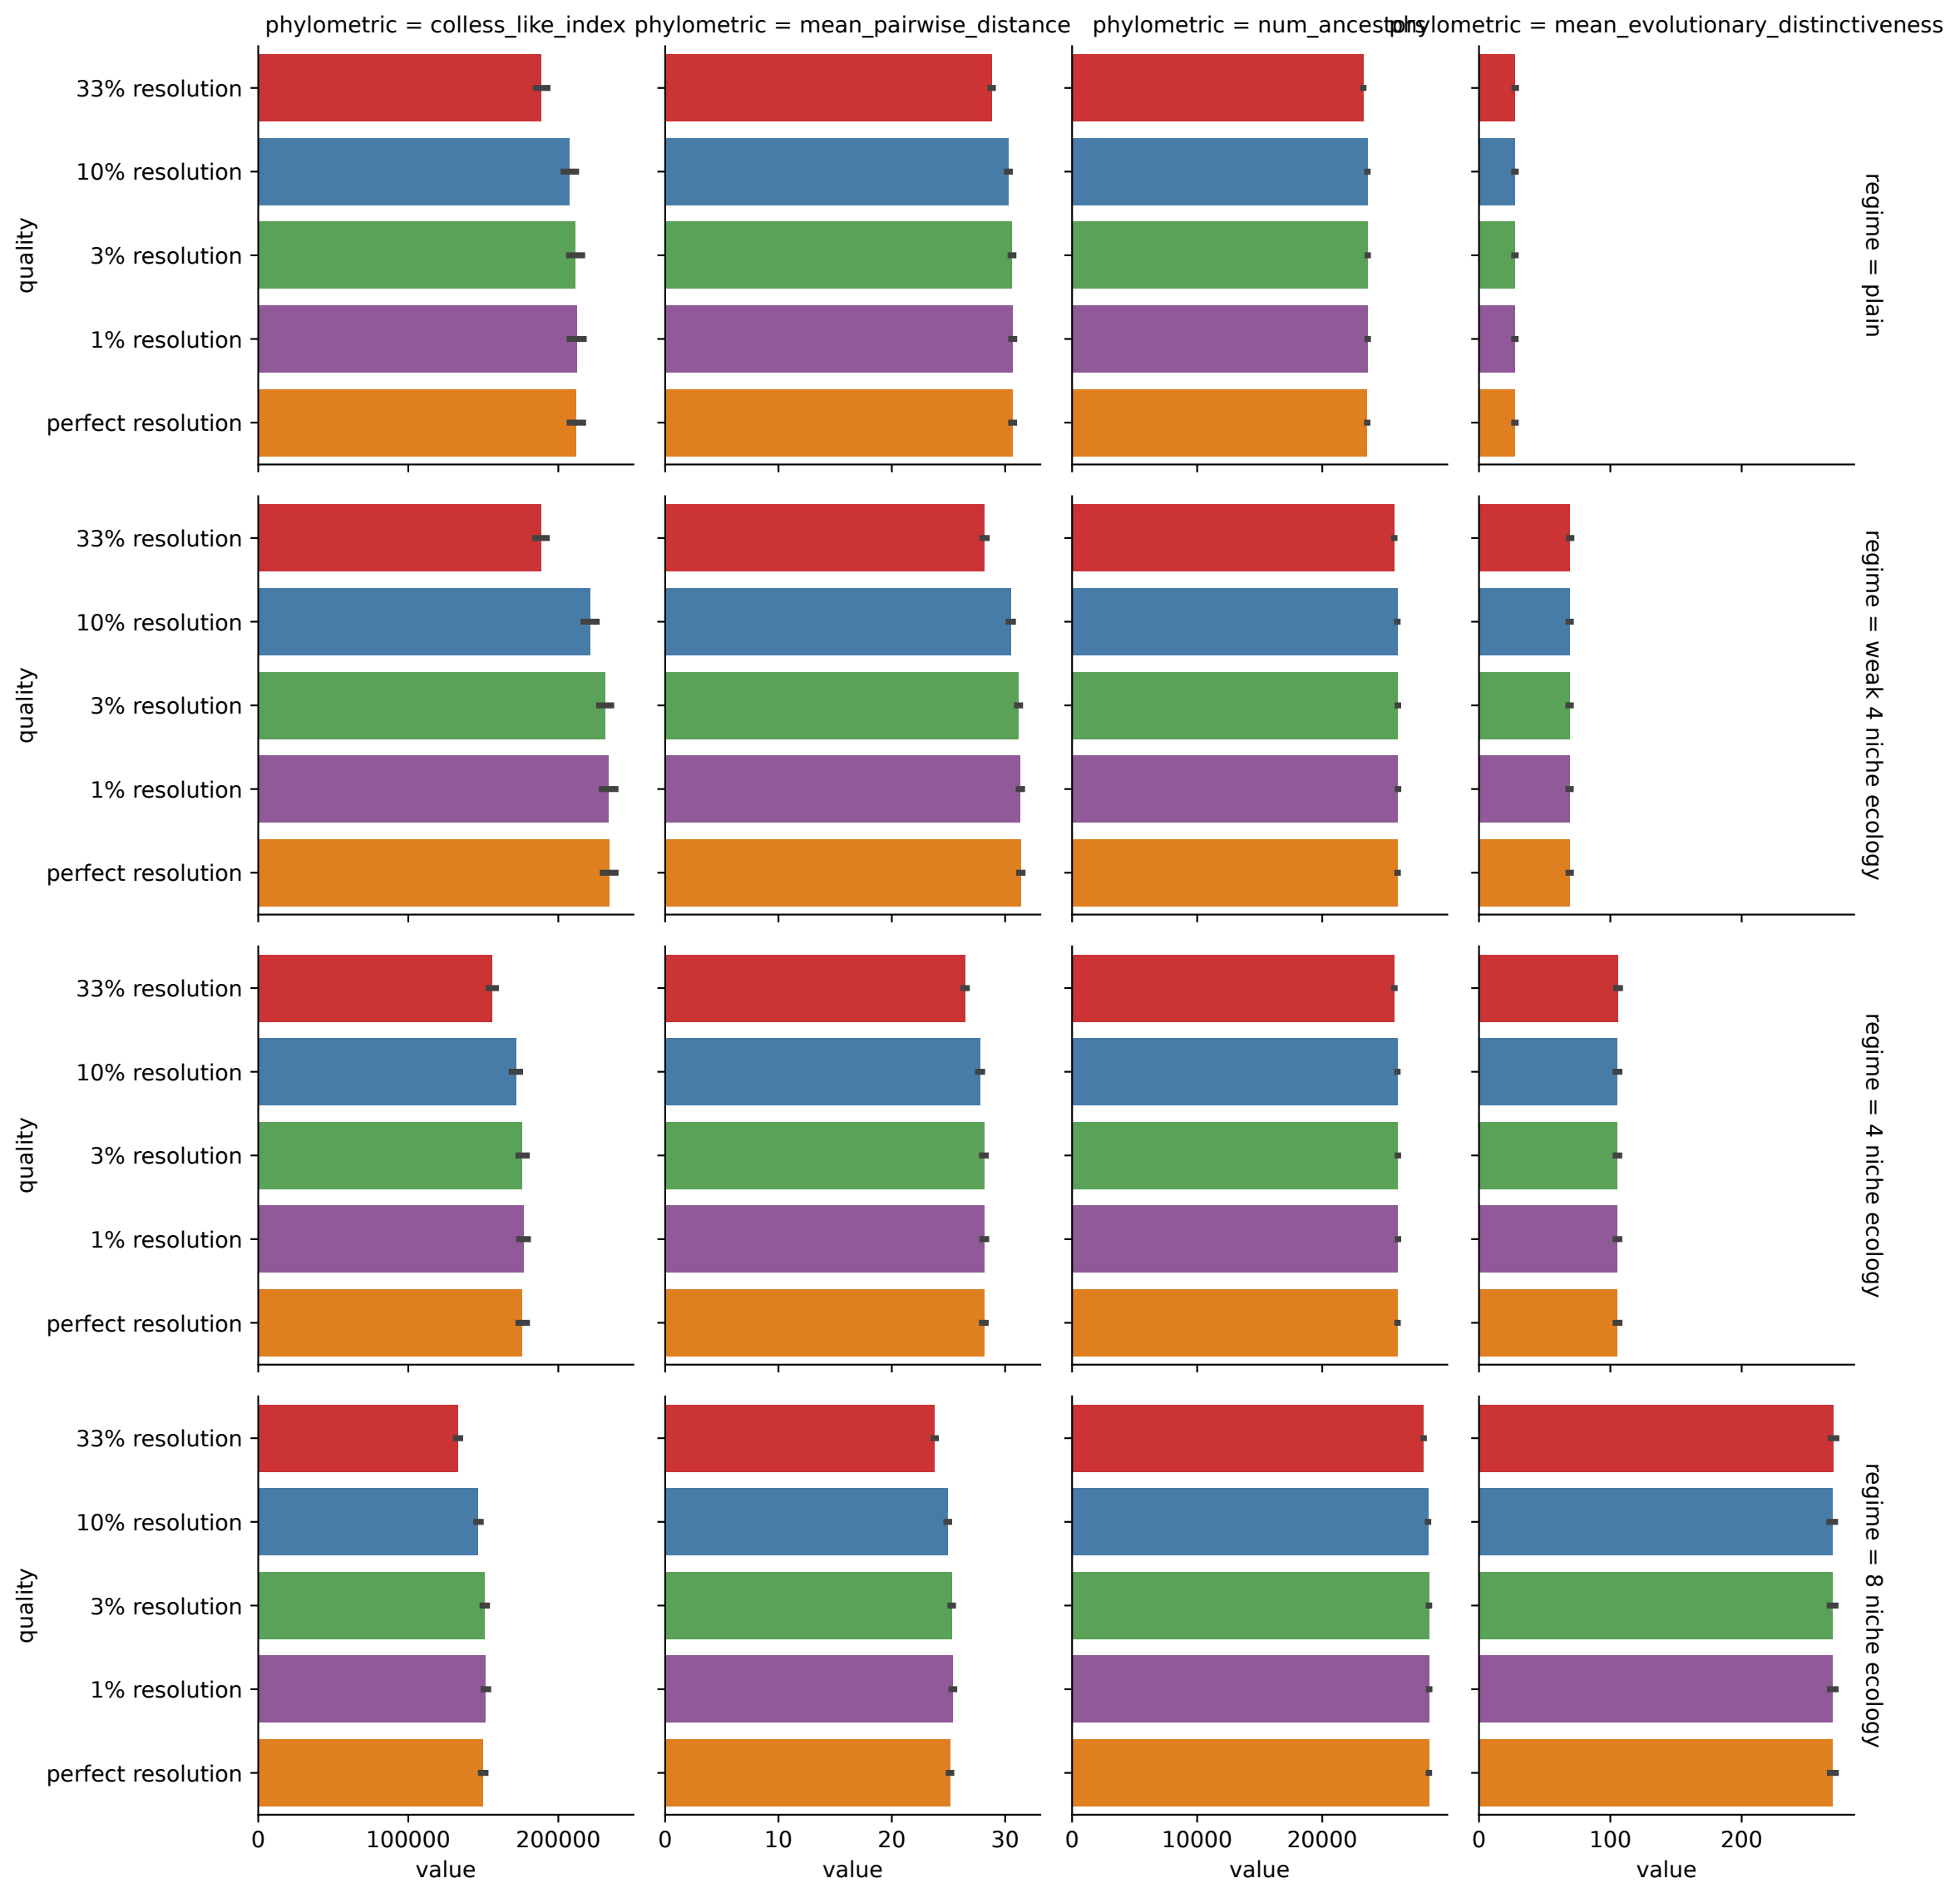 phylometric = colless_like_index
phylometric = mean_pairwise_distance
phylometric = num_ancestors
phylometric = mean_evolutionary_distinctiveness
quality
33% resolution
10% resolution
3% resolution
1% resolution
perfect resolution
regime = plain
quality
33% resolution
10% resolution
3% resolution
1% resolution
perfect resolution
regime = weak 4 niche ecology
quality
33% resolution
10% resolution
3% resolution
1% resolution
perfect resolution
regime = 4 niche ecology
quality
33% resolution
10% resolution
3% resolution
1% resolution
perfect resolution
regime = 8 niche ecology
0 100000 200000
value
0 10 20 30
value
0 10000 20000
value
0 100 200
value